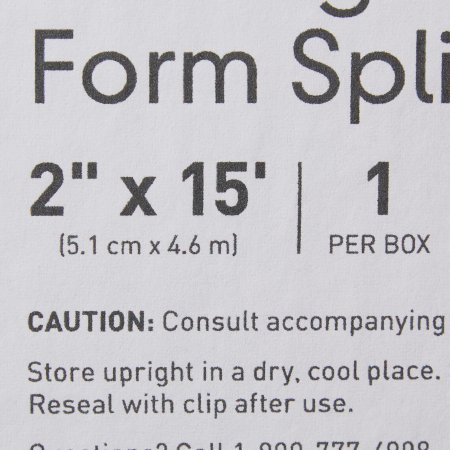 Form Spli
2" x 15'
(5.1 cm x 4.6 m)
1
PER BOX
CAUTION: Consult accompanying
Store upright in a dry, cool place.
Reseal with clip after use.